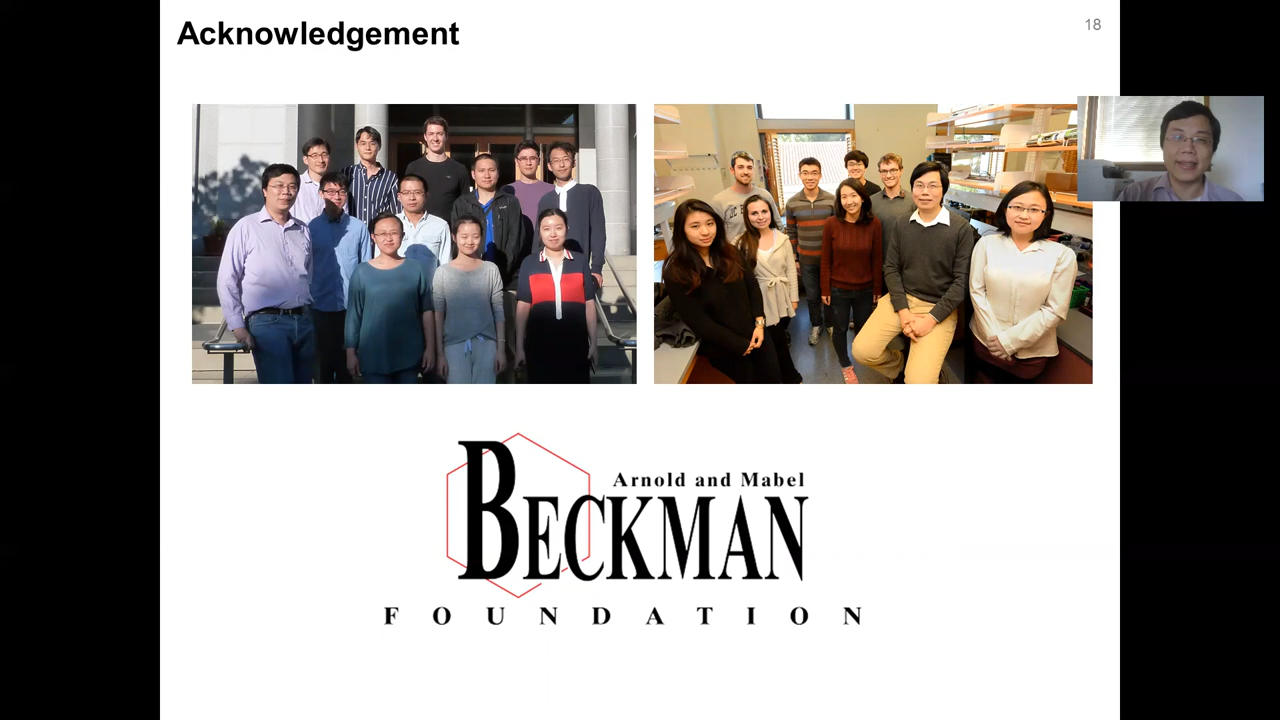 Acknowledgement
18
Arnold and Mabel
BECKMAN
FOUNDATION